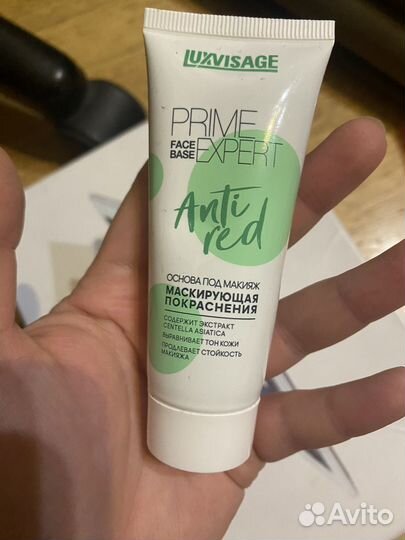 LUXVISAGE
PRIME
FACE
BASE EXPERT
Anti
red
ОСНОВА ПОД МАКИЯЖ
МАСКИРУЮЩАЯ
ПОКРАСНЕНИЯ
СОДЕРЖИТ ЭКСТРАКТ
CENTELLA ASIATICA
ВЫРАВНИВАЕТ ТОН КОЖИ
ПРОДЛЕВАЕТ СТОЙКОСТЬ
МАКИЯЖА
Avito